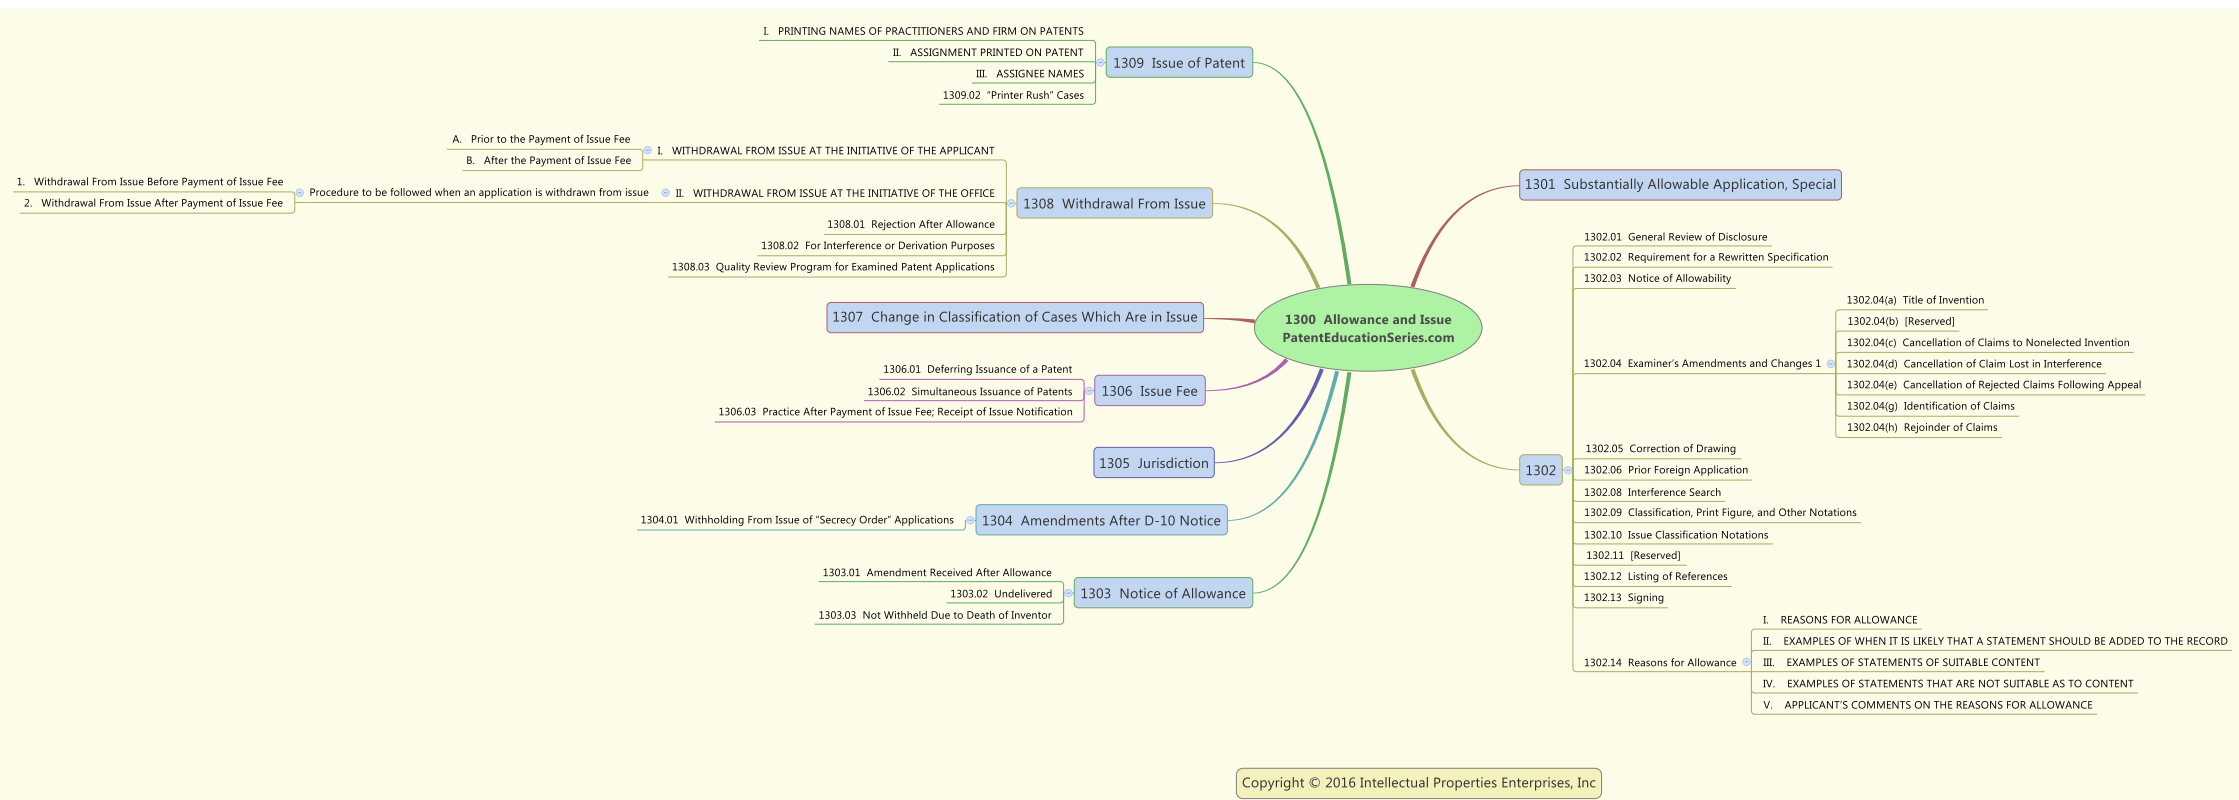 1300 Allowance and Issue
PatentEducationSeries.com
1301 Substantially Allowable Application, Special
1302
1302.01 General Review of Disclosure
1302.02 Requirement for a Rewritten Specification
1302.03 Notice of Allowability
1302.04 Examiner's Amendments and Changes 1
1302.04(a) Title of Invention
1302.04(b) [Reserved]
1302.04(c) Cancellation of Claims to Nonelected Invention
1302.04(d) Cancellation of Claim Lost in Interference
1302.04(e) Cancellation of Rejected Claims Following Appeal
1302.04(g) Identification of Claims
1302.04(h) Rejoinder of Claims
1302.05 Correction of Drawing
1302.06 Prior Foreign Application
1302.08 Interference Search
1302.09 Classification, Print Figure, and Other Notations
1302.10 Issue Classification Notations
1302.11 [Reserved]
1302.12 Listing of References
1302.13 Signing
1302.14 Reasons for Allowance
I. REASONS FOR ALLOWANCE
II. EXAMPLES OF WHEN IT IS LIKELY THAT A STATEMENT SHOULD BE ADDED TO THE RECORD
III. EXAMPLES OF STATEMENTS OF SUITABLE CONTENT
IV. EXAMPLES OF STATEMENTS THAT ARE NOT SUITABLE AS TO CONTENT
V. APPLICANT'S COMMENTS ON THE REASONS FOR ALLOWANCE
1303 Notice of Allowance
1303.01 Amendment Received After Allowance
1303.02 Undelivered
1303.03 Not Withheld Due to Death of Inventor
1304 Amendments After D-10 Notice
1304.01 Withholding From Issue of "Secrecy Order" Applications
1305 Jurisdiction
1306 Issue Fee
1306.01 Deferring Issuance of a Patent
1306.02 Simultaneous Issuance of Patents
1306.03 Practice After Payment of Issue Fee; Receipt of Issue Notification
1307 Change in Classification of Cases Which Are in Issue
1308 Withdrawal From Issue
I. WITHDRAWAL FROM ISSUE AT THE INITIATIVE OF THE APPLICANT
A. Prior to the Payment of Issue Fee
B. After the Payment of Issue Fee
II. WITHDRAWAL FROM ISSUE AT THE INITIATIVE OF THE OFFICE
Procedure to be followed when an application is withdrawn from issue
1. Withdrawal From Issue Before Payment of Issue Fee
2. Withdrawal From Issue After Payment of Issue Fee
1308.01 Rejection After Allowance
1308.02 For Interference or Derivation Purposes
1308.03 Quality Review Program for Examined Patent Applications
1309 Issue of Patent
I. PRINTING NAMES OF PRACTITIONERS AND FIRM ON PATENTS
II. ASSIGNMENT PRINTED ON PATENT
III. ASSIGNEE NAMES
1309.02 "Printer Rush" Cases
Copyright © 2016 Intellectual Properties Enterprises, Inc